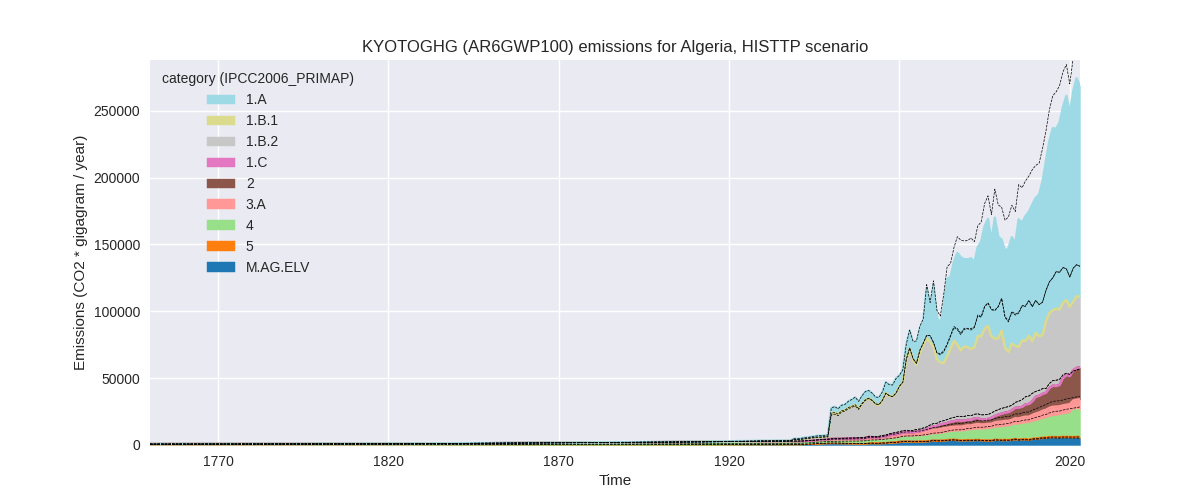 KYOTOGHG (AR6GWP100) emissions for Algeria, HISTTP scenario
category (IPCC2006_PRIMAP)
1.A
1.B.1
1.B.2
1.C
2
3.A
4
5
M.AG.ELV
Emissions (CO2 * gigagram / year)
250000
200000
150000
100000
50000
0
1770
1820
1870
1920
1970
2020
Time